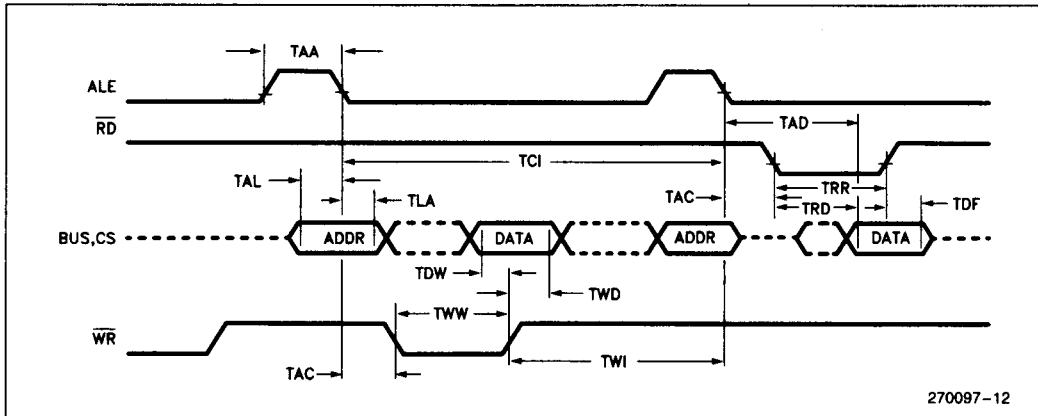 TAA
ALE
RD
TAD
TCI
TAL
TLA
TAC
TRR
TRD
TDF
BUS,CS
ADDR
DATA
ADDR
DATA
TDW
TWD
TWW
WR
TWI
TAC
270097-12